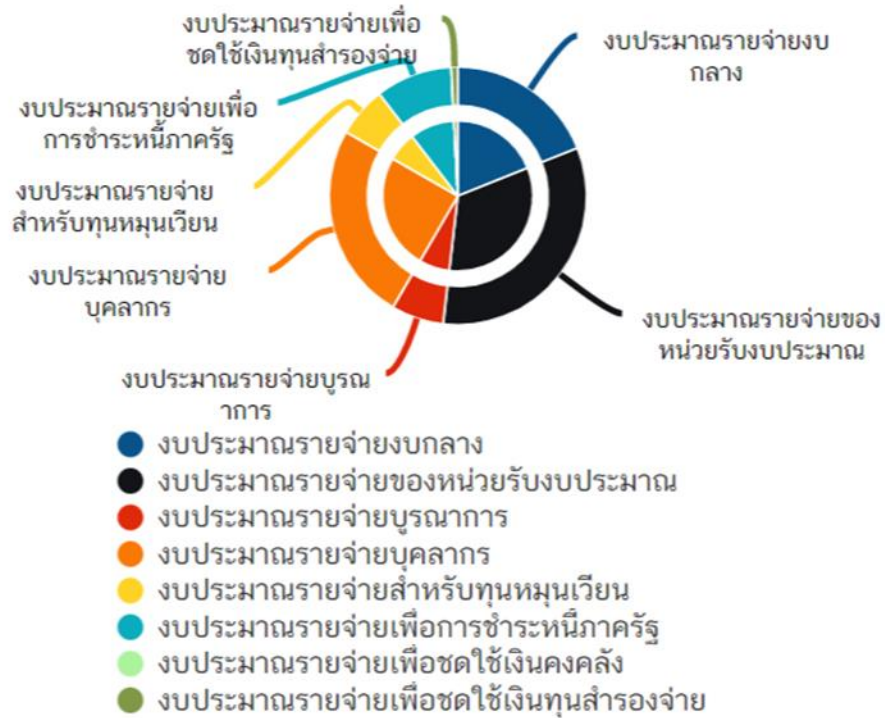 งบประมาณรายจ่ายเพื่อ
ชดใช้เงินทุนสำรองจ่าย
งบประมาณรายจ่ายงบ
กลาง
งบประมาณรายจ่ายเพื่อ
การชำระหนี้ภาครัฐ
งบประมาณรายจ่าย
สำหรับทุนหมุนเวียน
งบประมาณรายจ่าย
บุคลากร
งบประมาณรายจ่ายของ
หน่วยรับงบประมาณ
งบประมาณรายจ่ายบูรณ
าการ
งบประมาณรายจ่ายงบกลาง
งบประมาณรายจ่ายของหน่วยรับงบประมาณ
งบประมาณรายจ่ายบูรณาการ
งบประมาณรายจ่ายบุคลากร
งบประมาณรายจ่ายสำหรับทุนหมุนเวียน
งบประมาณรายจ่ายเพื่อการชำระหนี้ภาครัฐ
งบประมาณรายจ่ายเพื่อชดใช้เงินคงคลัง
งบประมาณรายจ่ายเพื่อชดใช้เงินทุนสำรองจ่าย